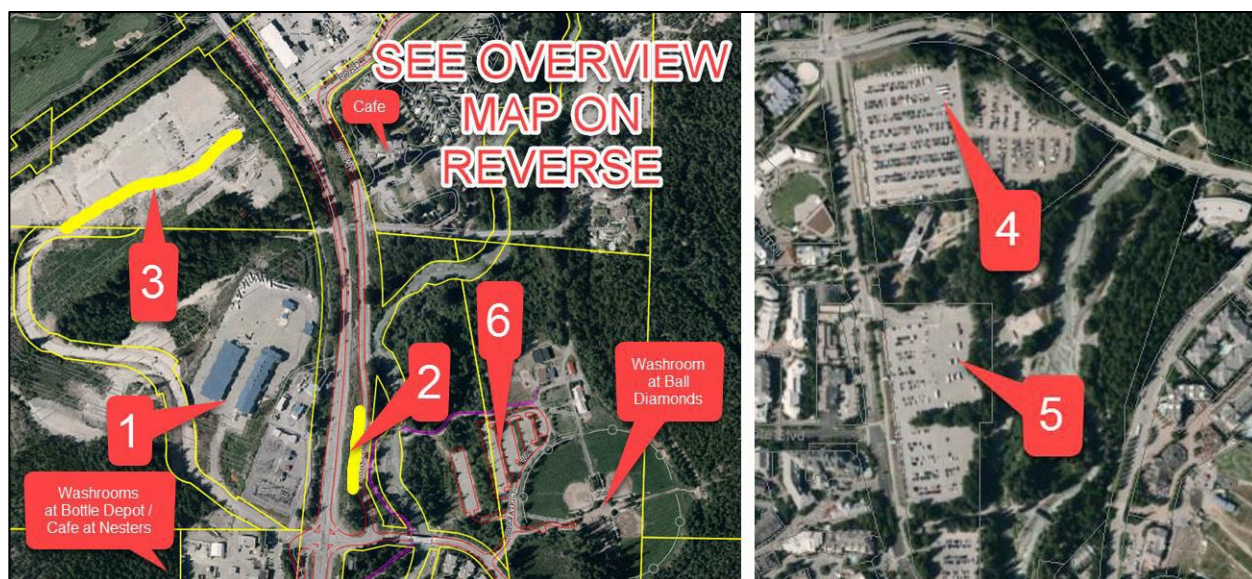 SEE OVERVIEW
MAP ON
REVERSE
Cafe
3
6
2
1
Washroom
at Ball
Diamonds
Washrooms
at Bottle Depot /
Cafe at Nesters
4
5